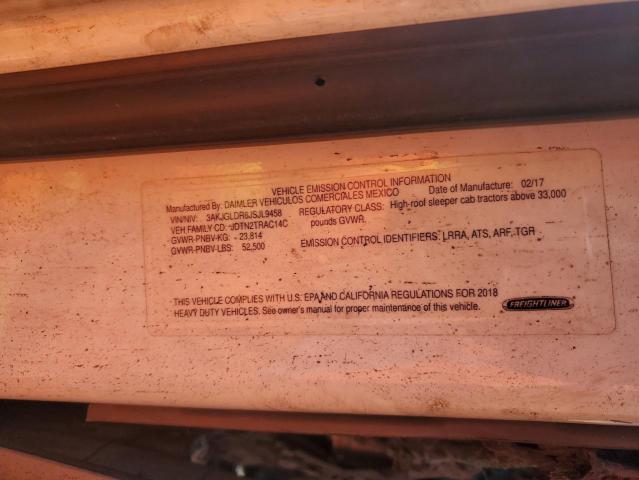 VEHICLE EMISSION CONTROL INFORMATION
Manufactured By: DAIMLER VEHICULOS COMERCIALES MEXICO Date of Manufacture: 02/17
VIN/NIV: 3AKJGLDR6JSJL9458 REGULATORY CLASS: High-roof sleeper cab tractors above 33,000
VEH.FAMILY CD: JDTN2TRAC14C pounds GVWR.
GVWR-PNBV-KG: 23,814
GVWR-PNBV-LBS: 52,500 EMISSION CONTROL IDENTIFIERS: LRRA, ATS, ARF, TGR
THIS VEHICLE COMPLIES WITH U.S. EPA AND CALIFORNIA REGULATIONS FOR 2018
HEAVY DUTY VEHICLES. See owner's manual for proper maintenance of this vehicle.
FREIGHTLINER